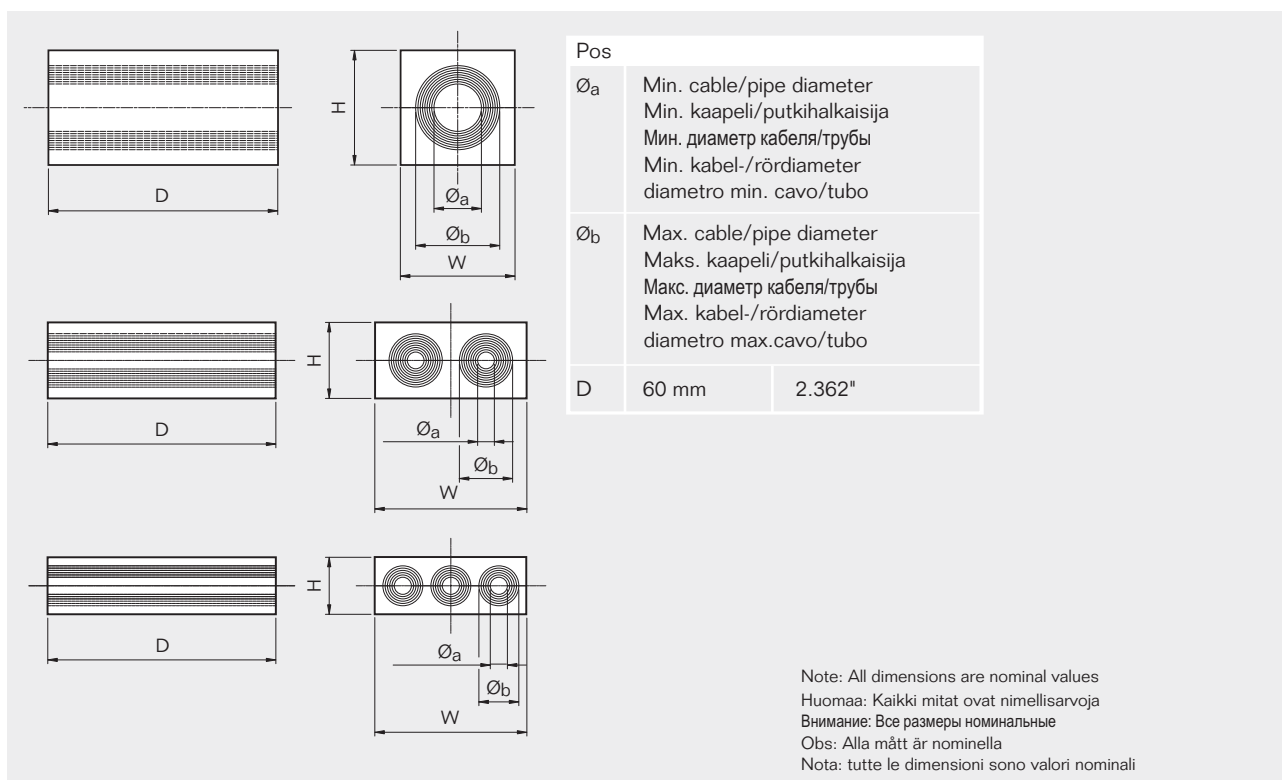 H
D
Øa
Øb
W
H
D
Øa
Øb
W
H
D
Øa
Øb
W
Pos
Øa
Min. cable/pipe diameter
Min. kaapeli/putkihalkaisija
Мин. диаметр кабеля/трубы
Min. kabel-/rördiameter
diametro min. cavo/tubo
Øb
Max. cable/pipe diameter
Maks. kaapeli/putkihalkaisija
Макс. диаметр кабеля/трубы
Max. kabel-/rördiameter
diametro max.cavo/tubo
D 60 mm 2.362"
Note: All dimensions are nominal values
Huomaa: Kaikki mitat ovat nimellisarvoja
Внимание: Все размеры номинальные
Obs: Alla mått är nominella
Nota: tutte le dimensioni sono valori nominali